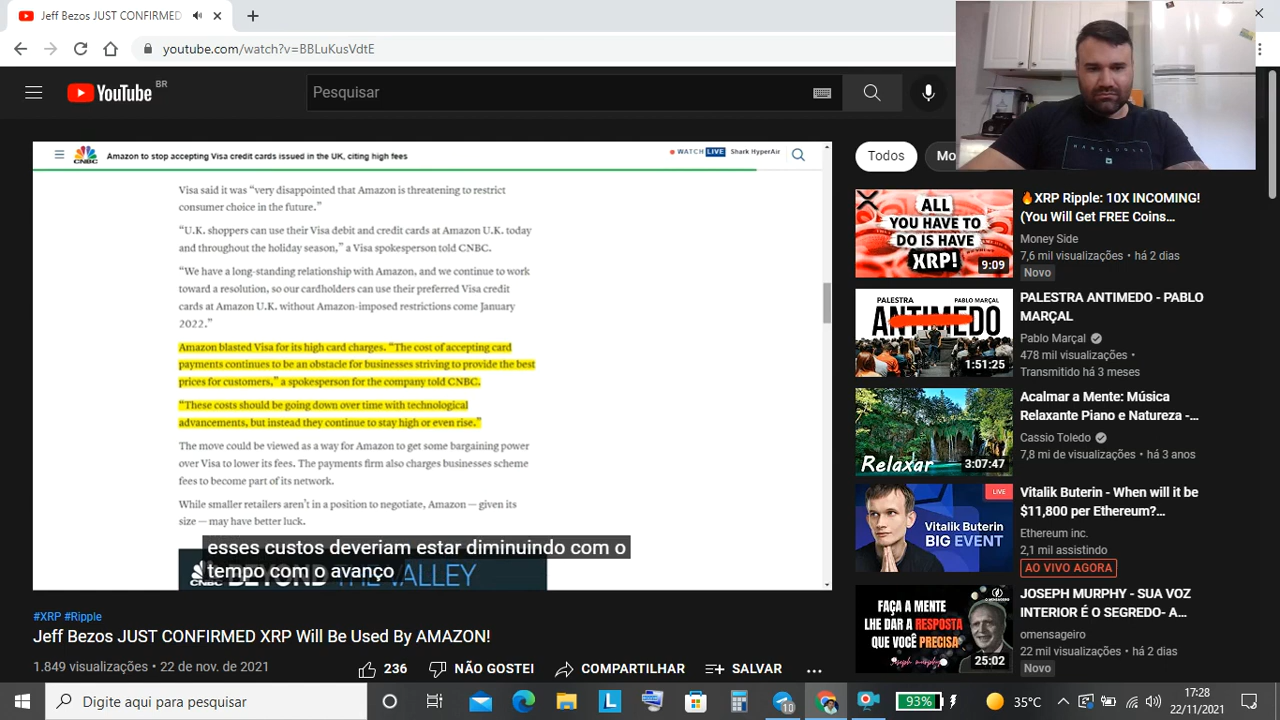 Jeff Bezos JUST CONFIRMED
youtube.com/watch?v=BBLuKusVdtE
YouTube BR
Pesquisar
CNBC
Amazon to stop accepting Visa credit cards issued in the UK, citing high fees
WATCH LIVE Shark HyperAir
Visa said it was “very disappointed that Amazon is threatening to restrict
consumer choice in the future.”
“U.K. shoppers can use their Visa debit and credit cards at Amazon U.K. today
and throughout the holiday season,” a Visa spokesperson told CNBC.
“We have a long-standing relationship with Amazon, and we continue to work
toward a resolution, so our cardholders can use their preferred Visa credit
cards at Amazon U.K. without Amazon-imposed restrictions come January
2022.”
Amazon blasted Visa for its high card charges. “The cost of accepting card
payments continues to be an obstacle for businesses striving to provide the best
prices for customers,” a spokesperson for the company told CNBC.
“These costs should be going down over time with technological
advancements, but instead they continue to stay high or even rise.”
The move could be viewed as a way for Amazon to get some bargaining power
over Visa to lower its fees. The payments firm also charges businesses scheme
fees to become part of its network.
While smaller retailers aren’t in a position to negotiate, Amazon — given its
size — may have better luck.
esses custos deveriam estar diminuindo com o
tempo com o avanço
CNBC BEYOND THE VALLEY
#XRP #Ripple
Jeff Bezos JUST CONFIRMED XRP Will Be Used By AMAZON!
1.849 visualizações • 22 de nov. de 2021
236
NÃO GOSTEI
COMPARTILHAR
SALVAR
Todos
Mo
ALL
YOU HAVE TO
DO IS HAVE
XRP!
9:09
🔥XRP Ripple: 10X INCOMING!
(You Will Get FREE Coins…
Money Side
7,6 mil visualizações • há 2 dias
Novo
PALESTRA PABLO MARÇAL
ANTIMEDO
1:51:25
PALESTRA ANTIMEDO - PABLO
MARÇAL
Pablo Marçal
478 mil visualizações •
Transmitido há 3 meses
Relaxar
3:07:47
Acalmar a Mente: Música
Relaxante Piano e Natureza -…
Cassio Toledo
7,8 mi de visualizações • há 3 anos
LIVE
Vitalik Buterin
BIG EVENT
Vitalik Buterin - When will it be
$11,800 per Ethereum?…
Ethereum inc.
2,1 mil assistindo
AO VIVO AGORA
FAÇA A MENTE
LHE DAR A RESPOSTA
QUE VOCÊ PRECISA
Joseph murphy
25:02
JOSEPH MURPHY - SUA VOZ
INTERIOR É O SEGREDO- A…
omensageiro
22 mil visualizações • há 2 dias
Novo
Digite aqui para pesquisar
L
10
93%
35°C
17:28
22/11/2021